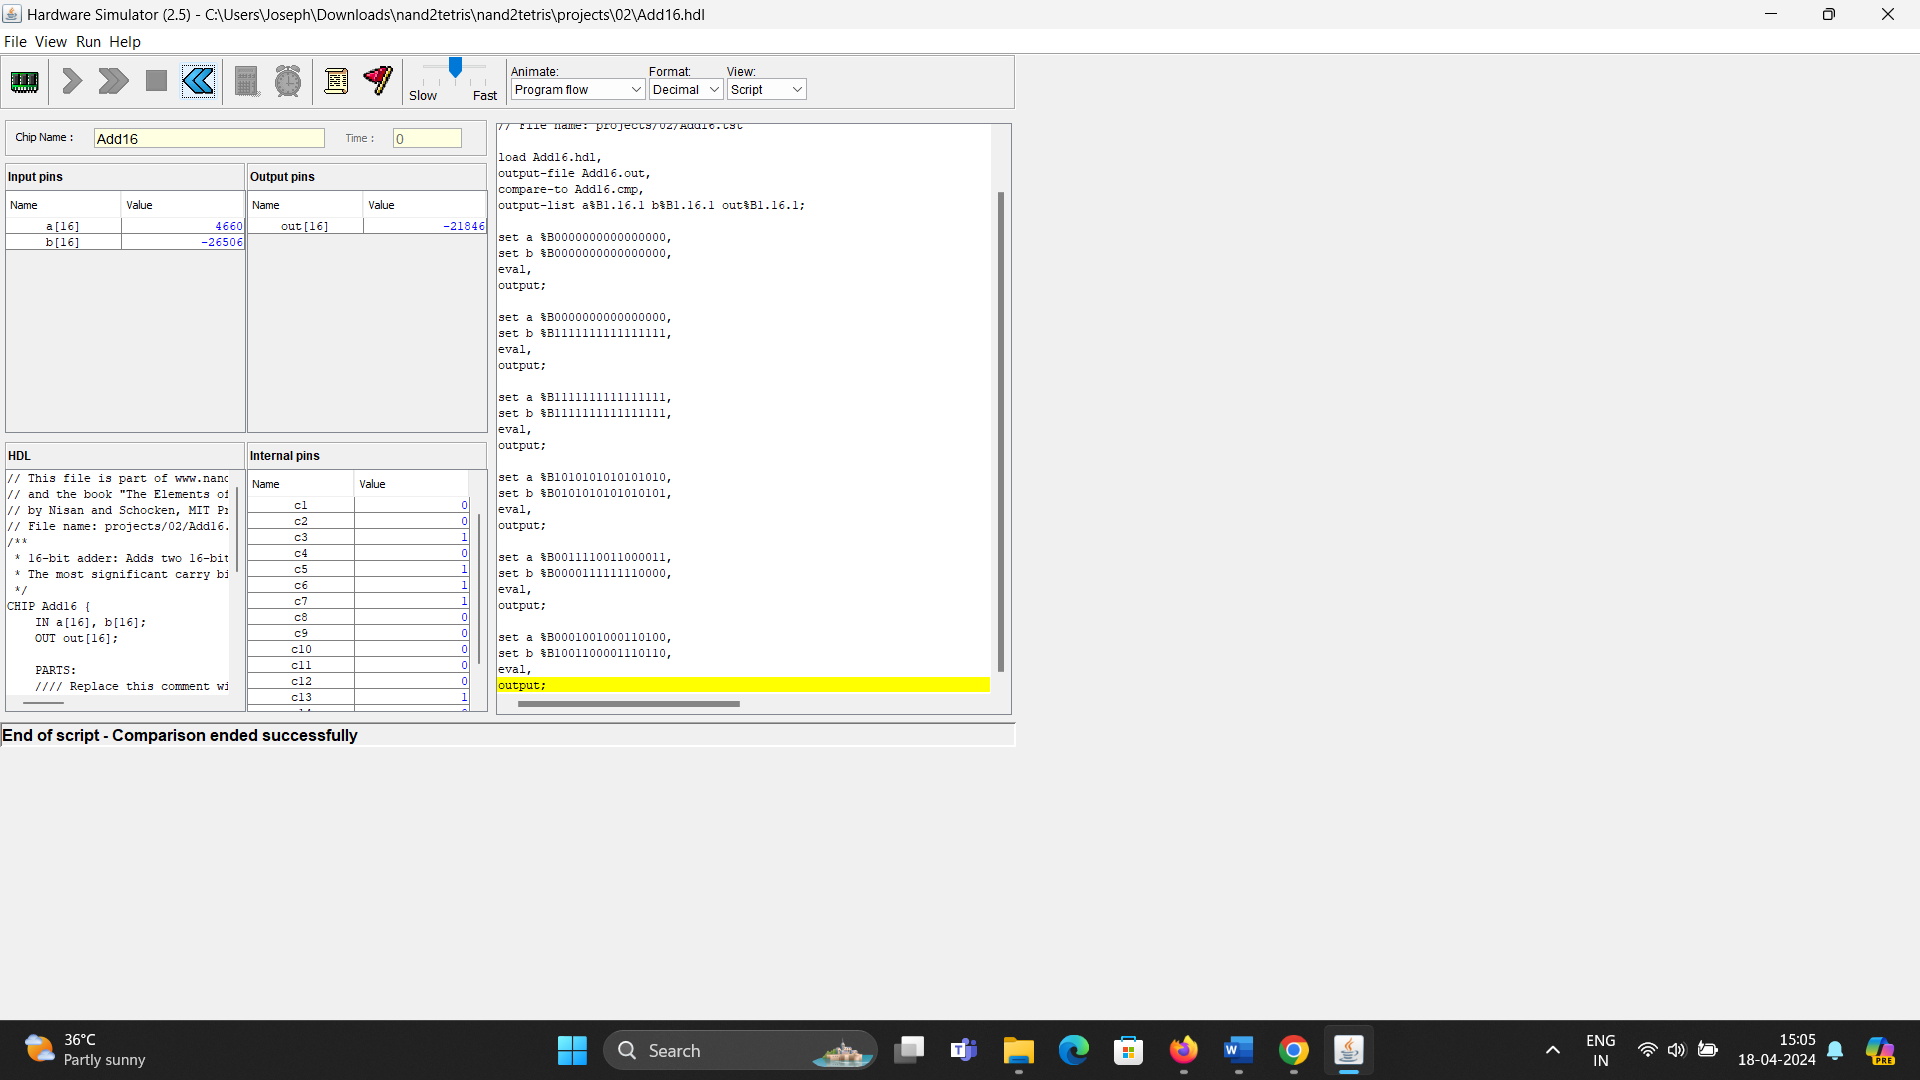 Hardware Simulator (2.5) - C:\Users\Joseph\Downloads\nand2tetris\nand2tetris\projects\02\Add16.hdl
File View Run Help
Slow Fast
Animate:
Program flow
Format:
Decimal
View:
Script
Chip Name :
Add16
Time :
0
Input pins
Name Value
a[16] 4660
b[16] -26506
Output pins
Name Value
out[16] -21846
HDL
// This file is part of www.nand
// and the book "The Elements of
// by Nisan and Schocken, MIT Pr
// File name: projects/02/Add16.
/**
* 16-bit adder: Adds two 16-bit
* The most significant carry bi
*/
CHIP Add16 {
IN a[16], b[16];
OUT out[16];
PARTS:
//// Replace this comment wi
Internal pins
Name Value
c1 0
c2 0
c3 1
c4 0
c5 1
c6 1
c7 1
c8 0
c9 0
c10 0
c11 0
c12 0
c13 1
// File name: projects/02/Add16.tst
load Add16.hdl,
output-file Add16.out,
compare-to Add16.cmp,
output-list a%B1.16.1 b%B1.16.1 out%B1.16.1;
set a %B0000000000000000,
set b %B0000000000000000,
eval,
output;
set a %B0000000000000000,
set b %B1111111111111111,
eval,
output;
set a %B1111111111111111,
set b %B1111111111111111,
eval,
output;
set a %B1010101010101010,
set b %B0101010101010101,
eval,
output;
set a %B0011110011000011,
set b %B0000111111110000,
eval,
output;
set a %B0001001000110100,
set b %B1001100001110110,
eval,
output;
End of script - Comparison ended successfully
36°C
Partly sunny
Search
ENG
IN
15:05
18-04-2024
PRE